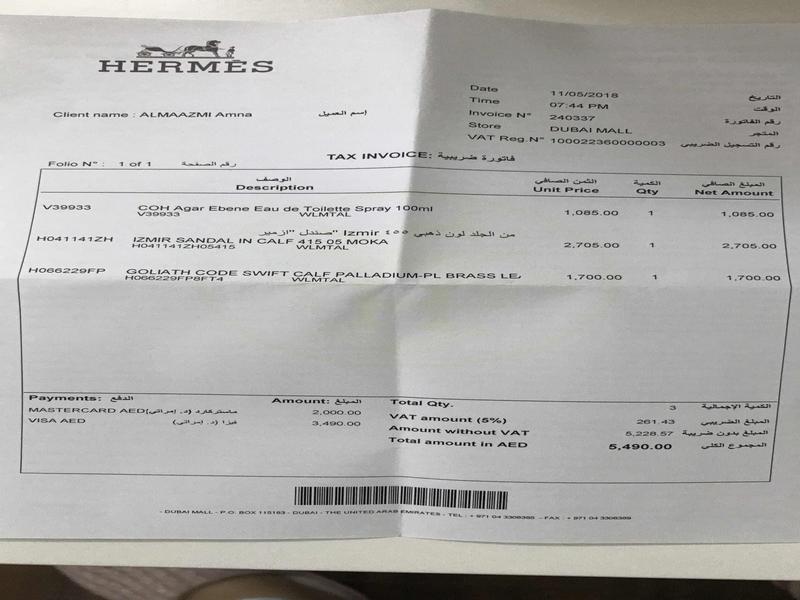 HERMÈS
Client name : ALMAAZMI Amna إسم العميل
Date 11/05/2018 التاريخ
Time 07:44 PM الوقت
Invoice N° 240337 رقم الفاتورة
Store DUBAI MALL المتجر
VAT Reg.N° 100022360000003 رقم التسجيل الضريبي
Folio N° : 1 of 1 رقم الصفحة
TAX INVOICE: فاتورة ضريبية
الوصف الثمن الصافي الكمية المبلغ الصافي
Description Unit Price Qty Net Amount
V39933 COH Agar Ebene Eau de Toilette Spray 100ml 1,085.00 1 1,085.00
V39933 WLMTAL
من الجلد لون ذهبي ٤٥٥ Izmir "صندل "ازمير
H041141ZH IZMIR SANDAL IN CALF 415 05 MOKA 2,705.00 1 2,705.00
H041141ZH05415 WLMTAL
H066229FP GOLIATH CODE SWIFT CALF PALLADIUM-PL BRASS LE 1,700.00 1 1,700.00
H066229FP8FT4 WLMTAL
Payments: الدفع Amount: المبلغ
MASTERCARD AED ماستركارد (د. إمراتي) 2,000.00
VISA AED فيزا (د. إمراتي) 3,490.00
Total Qty. 3 الكمية الإجمالية
VAT amount (5%) 261.43 المبلغ الضريبي
Amount without VAT 5,228.57 المبلغ بدون ضريبة
Total amount in AED 5,490.00 المجموع الكلي
- DUBAI MALL - P.O. BOX 115163 - DUBAI - THE UNITED ARAB EMIRATES - TEL : + 971 04 3308385 - FAX : + 971 04 3308389